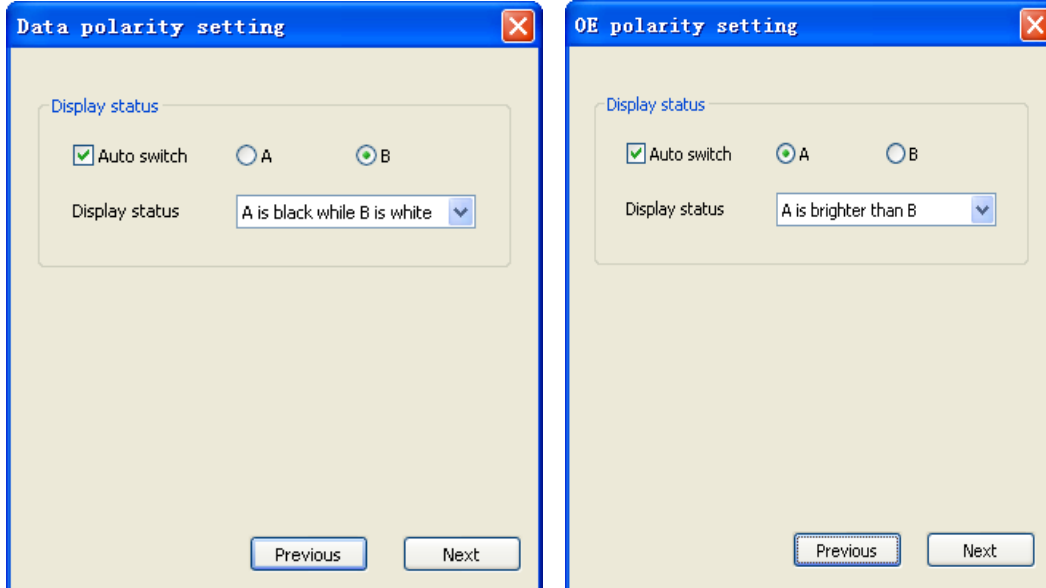 Data polarity setting
Display status
Auto switch A B
Display status A is black while B is white
Previous Next
OE polarity setting
Display status
Auto switch A B
Display status A is brighter than B
Previous Next